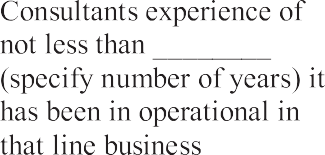 Consultants experience of
not less than _________
(specify number of years) it
has been in operational in
that line business